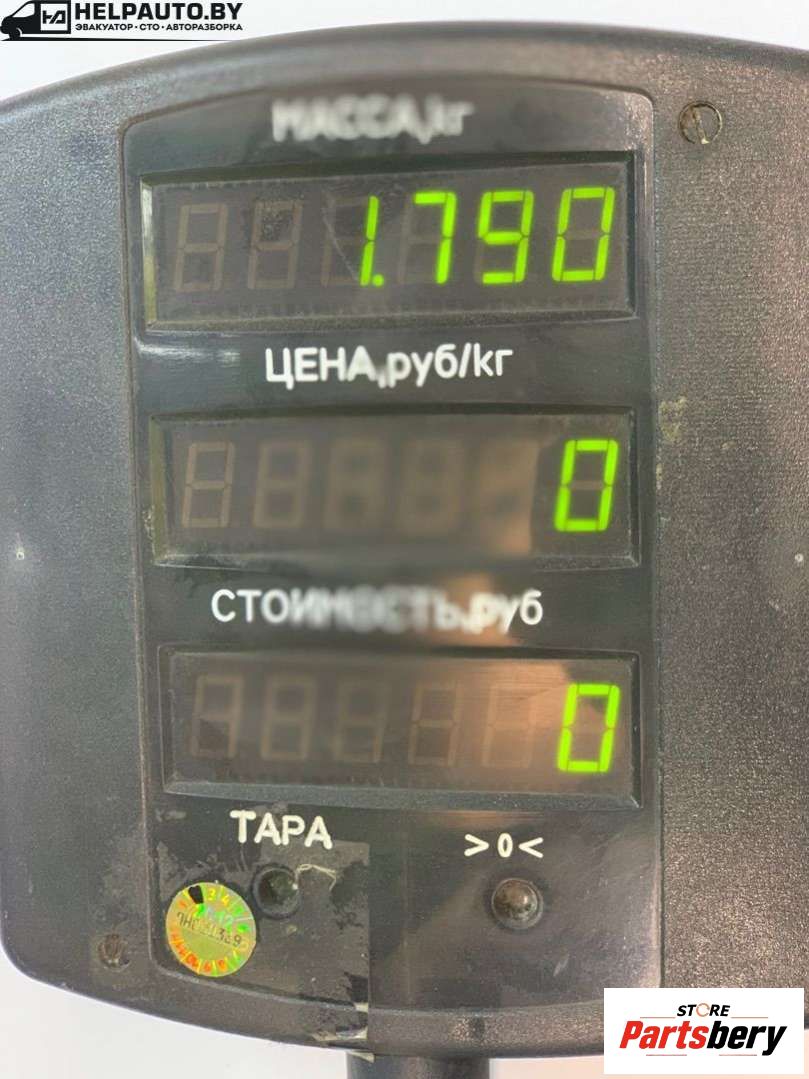 HELPAUTO.BY
ЭВАКУАТОР•СТО•АВТОРАЗБОРКА
МАССА,кг
1.790
ЦЕНА,руб/кг
0
СТОИМОСТЬ,руб
0
ТАРА >0<
STORE
Partsbery